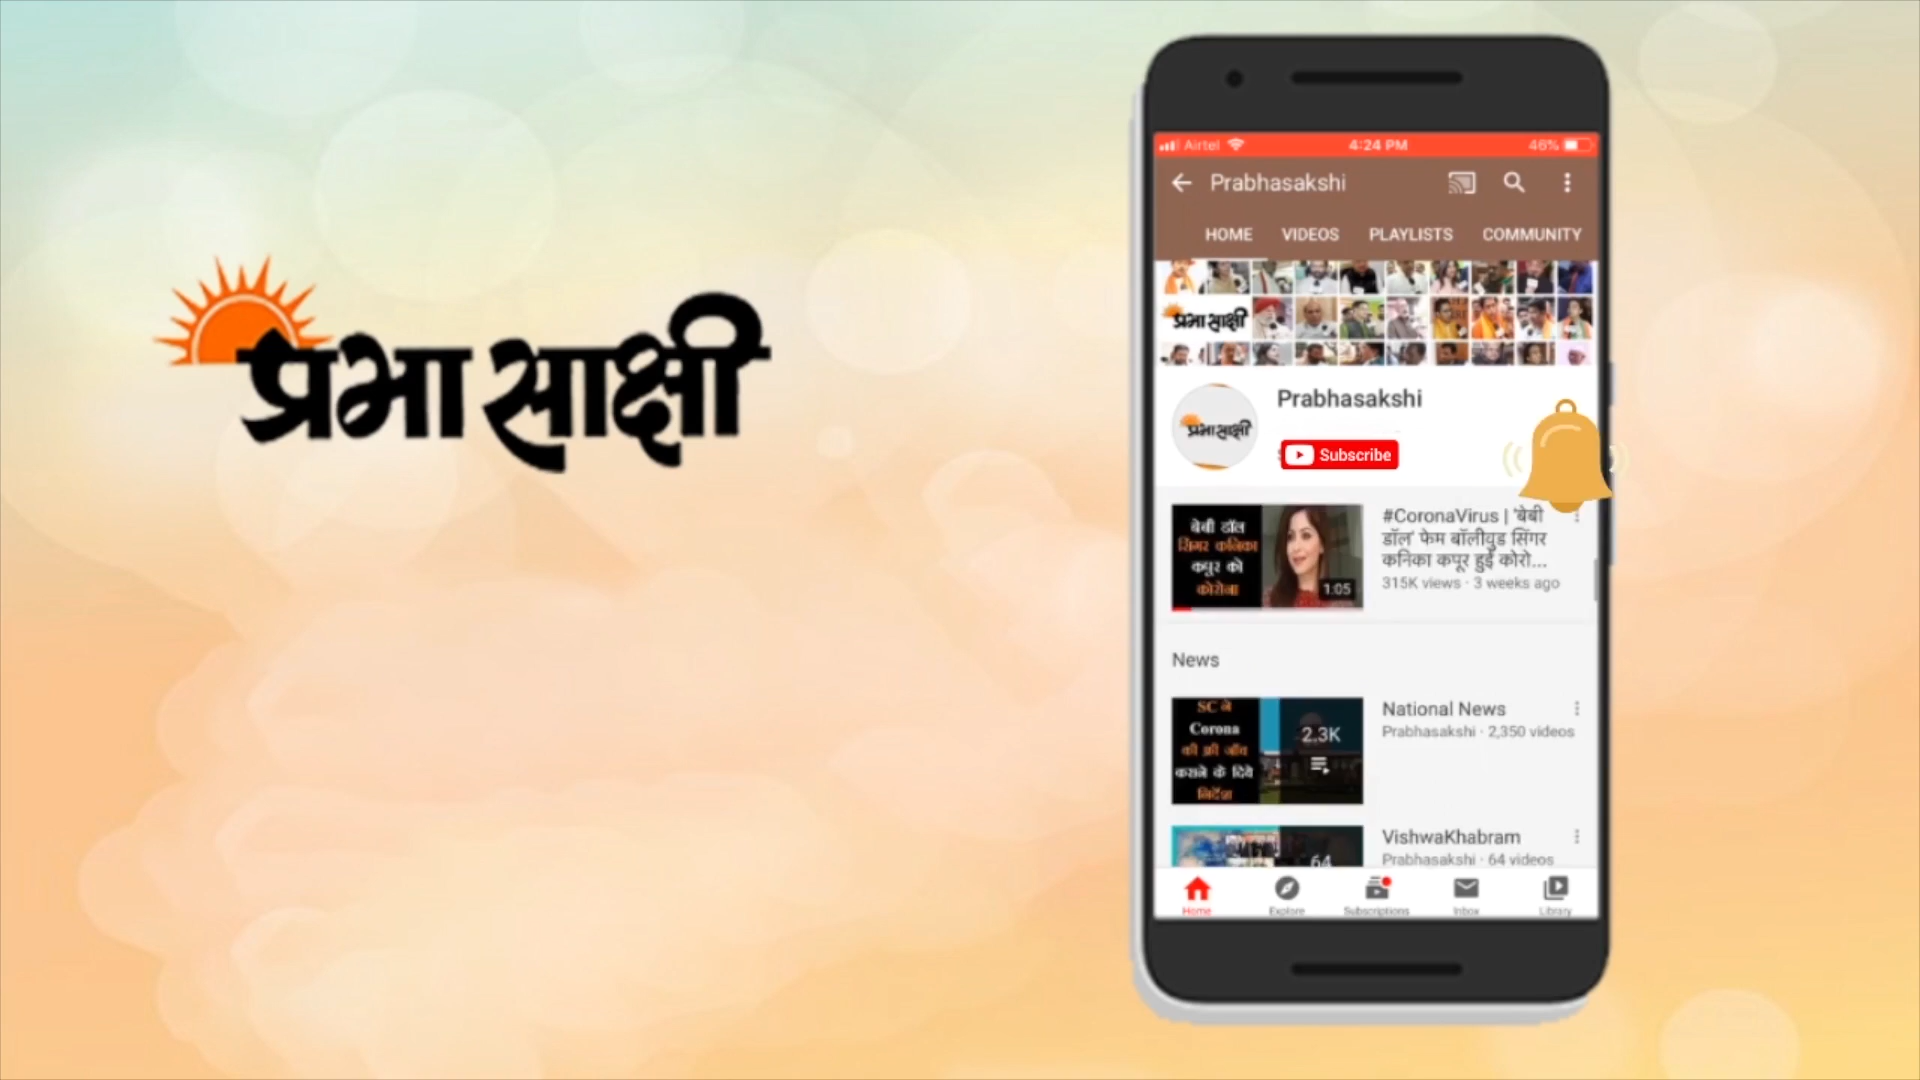 प्रभासाक्षी
Airtel 4:24 PM 46%
Prabhasakshi
HOME VIDEOS PLAYLISTS COMMUNITY
प्रभासाक्षी
Prabhasakshi
प्रभासाक्षी
Subscribe
बेबी डॉल
सिंगर कनिका
कपूर को
कोरोना
1:05
#CoronaVirus | 'बेबी
डॉल' फेम बॉलीवुड सिंगर
कनिका कपूर हुई कोरो...
315K views · 3 weeks ago
News
SC ने
Corona
की फ्री जाँच
कराने के दिये
निर्देश
2.3K
National News
Prabhasakshi · 2,350 videos
64
VishwaKhabram
Prabhasakshi · 64 videos
Home Explore Subscriptions Inbox Library